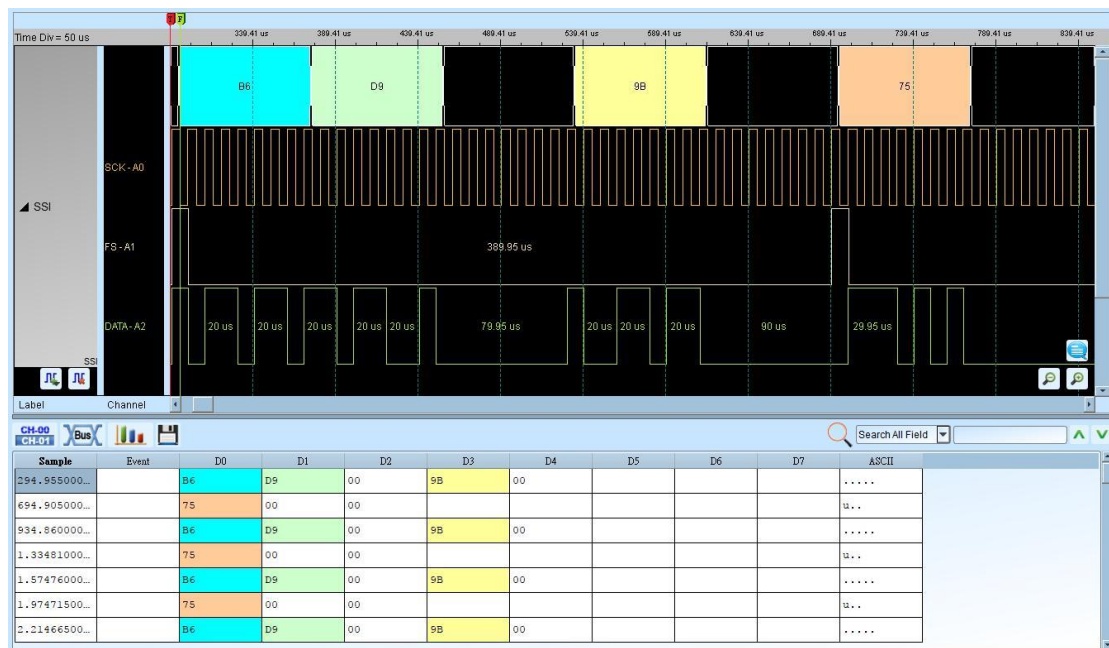 T F
Time Div = 50 us
339.41 us 389.41 us 439.41 us 489.41 us 539.41 us 589.41 us 639.41 us 689.41 us 739.41 us 789.41 us 839.41 us
B6 D9 9B 75
SCK - A0
SSI
FS - A1 389.95 us
DATA - A2 20 us 20 us 20 us 20 us 20 us 79.95 us 20 us 20 us 20 us 90 us 29.95 us
SSI
Label Channel
CH-00
CH-01 Bus Search All Field
Sample Event D0 D1 D2 D3 D4 D5 D6 D7 ASCII
294.955000... B6 D9 00 9B 00 .....
694.905000... 75 00 00 u..
934.860000... B6 D9 00 9B 00 .....
1.33481000... 75 00 00 u..
1.57476000... B6 D9 00 9B 00 .....
1.97471500... 75 00 00 u..
2.21466500... B6 D9 00 9B 00 .....